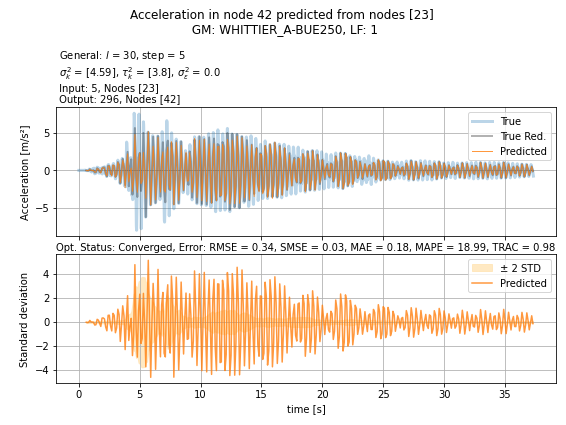 Acceleration in node 42 predicted from nodes [23]
GM: WHITTIER_A-BUE250, LF: 1
General: l = 30, step = 5
σ²ₖ = [4.59], τ²ₖ = [3.8], σ²ε = 0.0
Input: 5, Nodes [23]
Output: 296, Nodes [42]
Acceleration [m/s²]
5
0
−5
True
True Red.
Predicted
Opt. Status: Converged, Error: RMSE = 0.34, SMSE = 0.03, MAE = 0.18, MAPE = 18.99, TRAC = 0.98
Standard deviation
4
2
0
−2
−4
± 2 STD
Predicted
0 5 10 15 20 25 30 35
time [s]